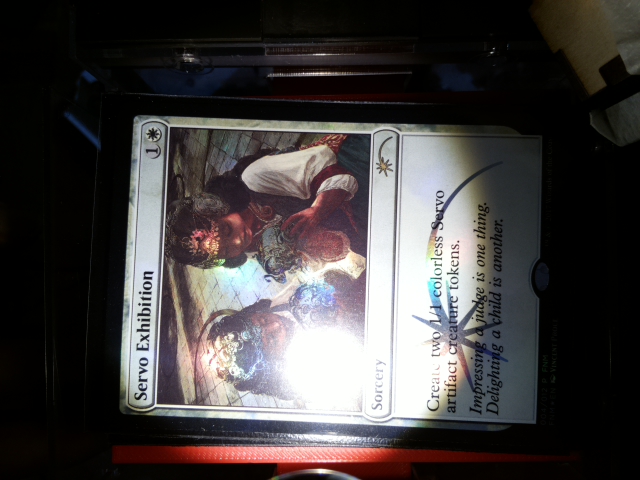 Servo Exhibition 1
Sorcery
Create two 1/1 colorless Servo
artifact creature tokens.
Impressing a judge is one thing.
Delighting a child is another.